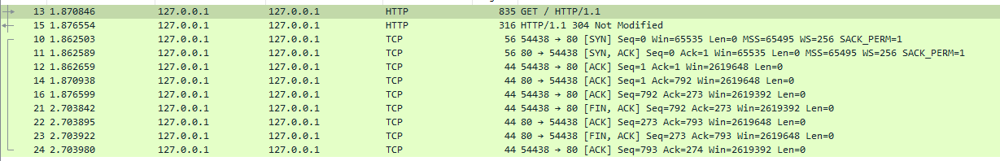 13 1.870846 127.0.0.1 127.0.0.1 HTTP 835 GET / HTTP/1.1
15 1.876554 127.0.0.1 127.0.0.1 HTTP 316 HTTP/1.1 304 Not Modified
10 1.862503 127.0.0.1 127.0.0.1 TCP 56 54438 → 80 [SYN] Seq=0 Win=65535 Len=0 MSS=65495 WS=256 SACK_PERM=1
11 1.862589 127.0.0.1 127.0.0.1 TCP 56 80 → 54438 [SYN, ACK] Seq=0 Ack=1 Win=65535 Len=0 MSS=65495 WS=256 SACK_PERM=1
12 1.862659 127.0.0.1 127.0.0.1 TCP 44 54438 → 80 [ACK] Seq=1 Ack=1 Win=2619648 Len=0
14 1.870938 127.0.0.1 127.0.0.1 TCP 44 80 → 54438 [ACK] Seq=1 Ack=792 Win=2619648 Len=0
16 1.876599 127.0.0.1 127.0.0.1 TCP 44 54438 → 80 [ACK] Seq=792 Ack=273 Win=2619392 Len=0
21 2.703842 127.0.0.1 127.0.0.1 TCP 44 54438 → 80 [FIN, ACK] Seq=792 Ack=273 Win=2619392 Len=0
22 2.703895 127.0.0.1 127.0.0.1 TCP 44 80 → 54438 [ACK] Seq=273 Ack=793 Win=2619648 Len=0
23 2.703922 127.0.0.1 127.0.0.1 TCP 44 80 → 54438 [FIN, ACK] Seq=273 Ack=793 Win=2619648 Len=0
24 2.703980 127.0.0.1 127.0.0.1 TCP 44 54438 → 80 [ACK] Seq=793 Ack=274 Win=2619392 Len=0